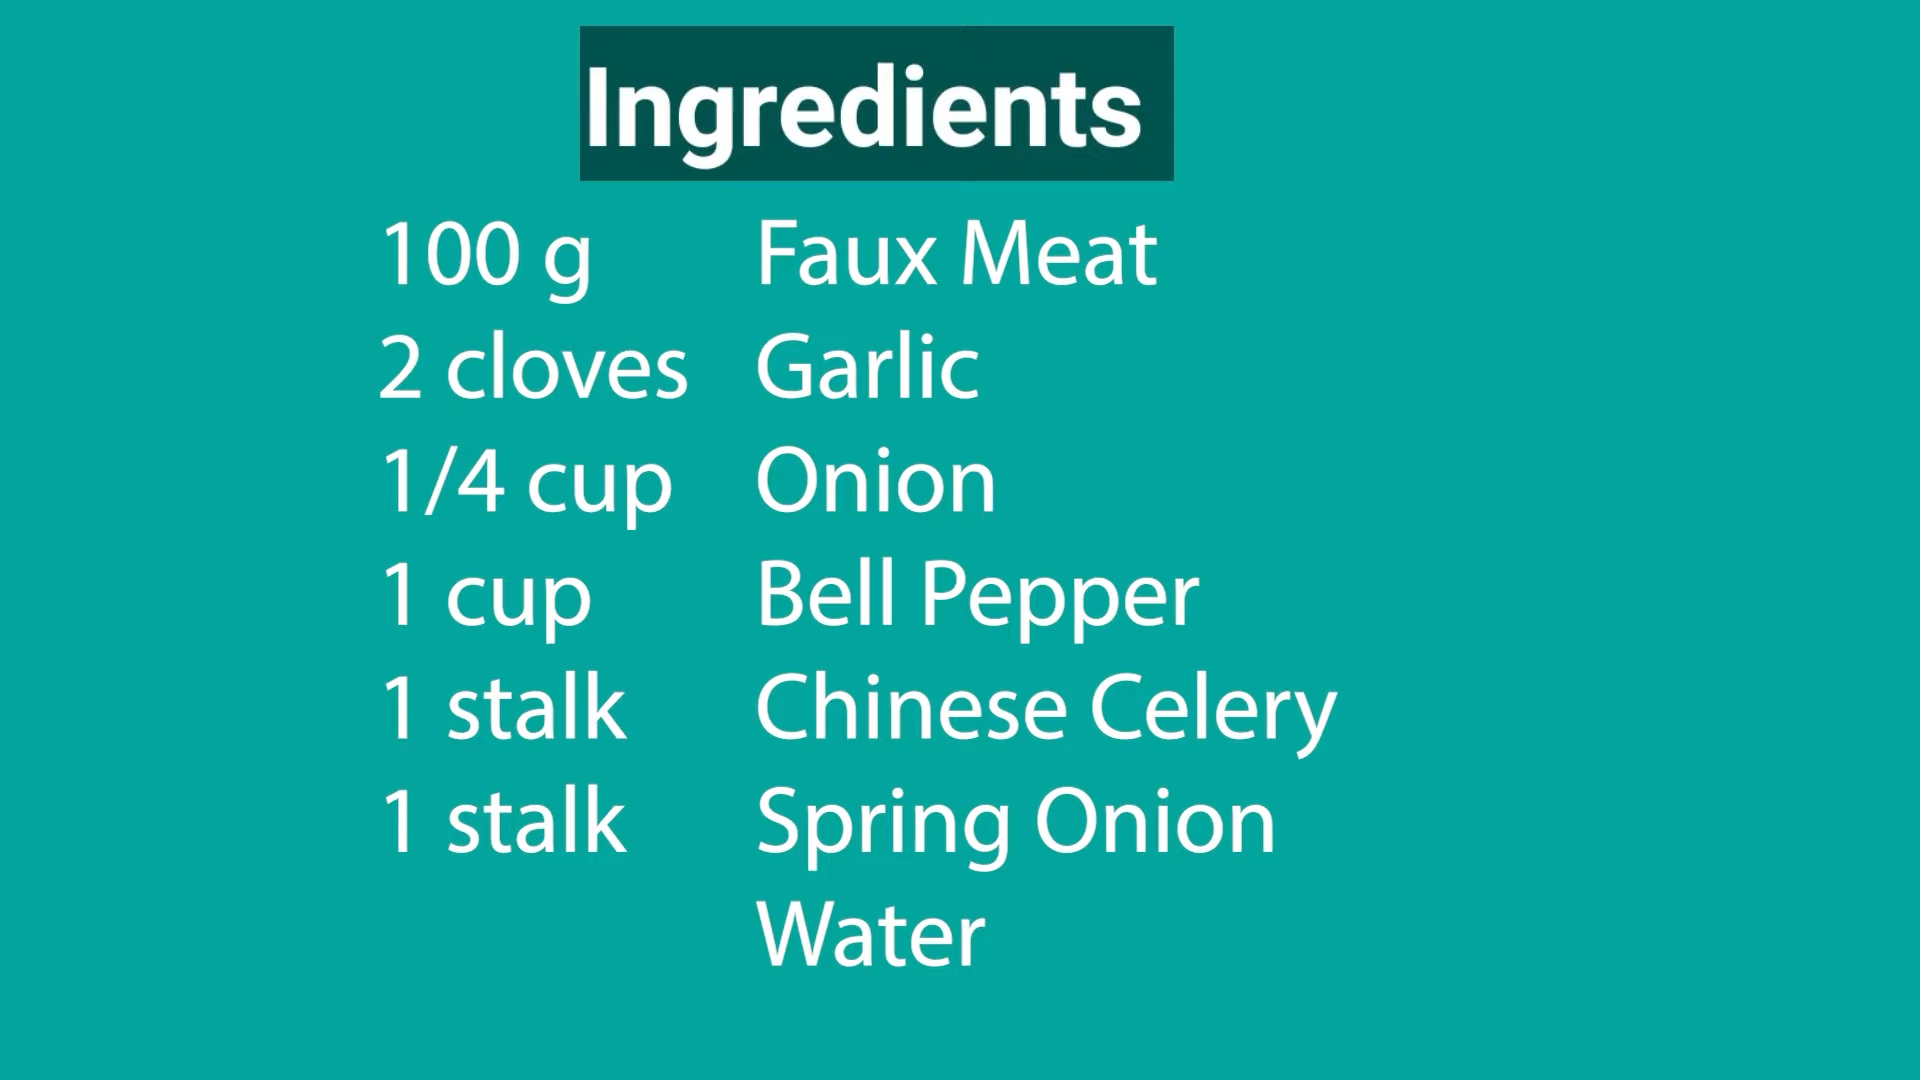 Ingredients
100 g Faux Meat
2 cloves Garlic
1/4 cup Onion
1 cup Bell Pepper
1 stalk Chinese Celery
1 stalk Spring Onion
Water